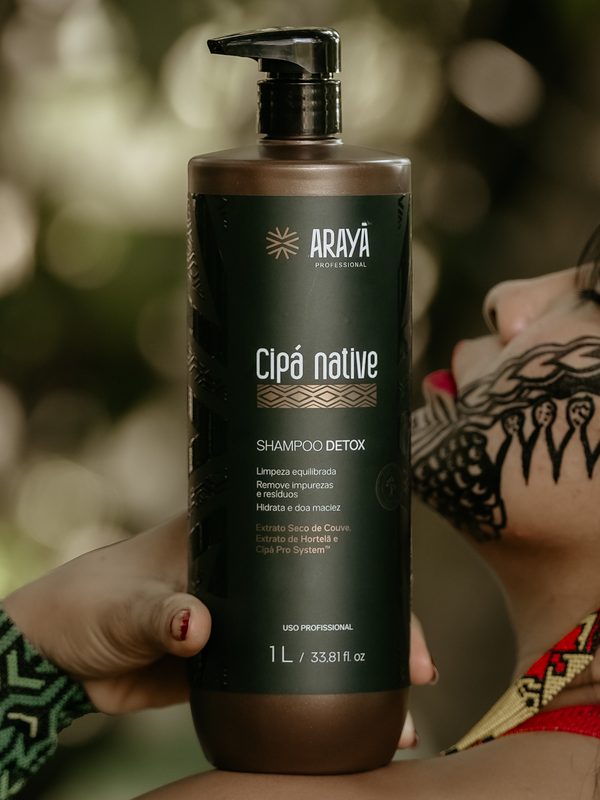 ARAYÃ
PROFESSIONAL
Cipá native
SHAMPOO DETOX
Limpeza equilibrada
Remove impurezas
e resíduos
Hidrata e doa maciez
Extrato Seco de Couve,
Extrato de Hortelã e
Cipá Pro System™
USO PROFISSIONAL
1 L / 33,81 fl. oz